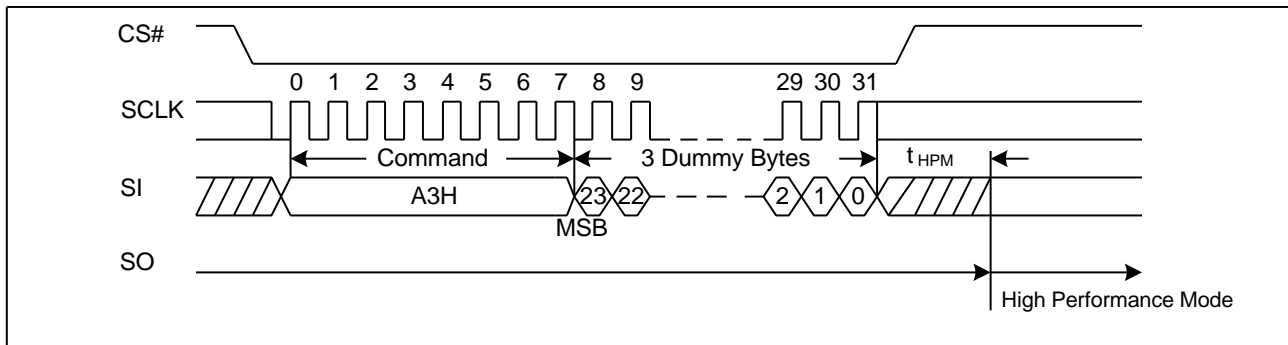 CS#
0 1 2 3 4 5 6 7 8 9 29 30 31
SCLK
Command 3 Dummy Bytes tHPM
SI A3H 23 22 2 1 0
MSB
SO
High Performance Mode